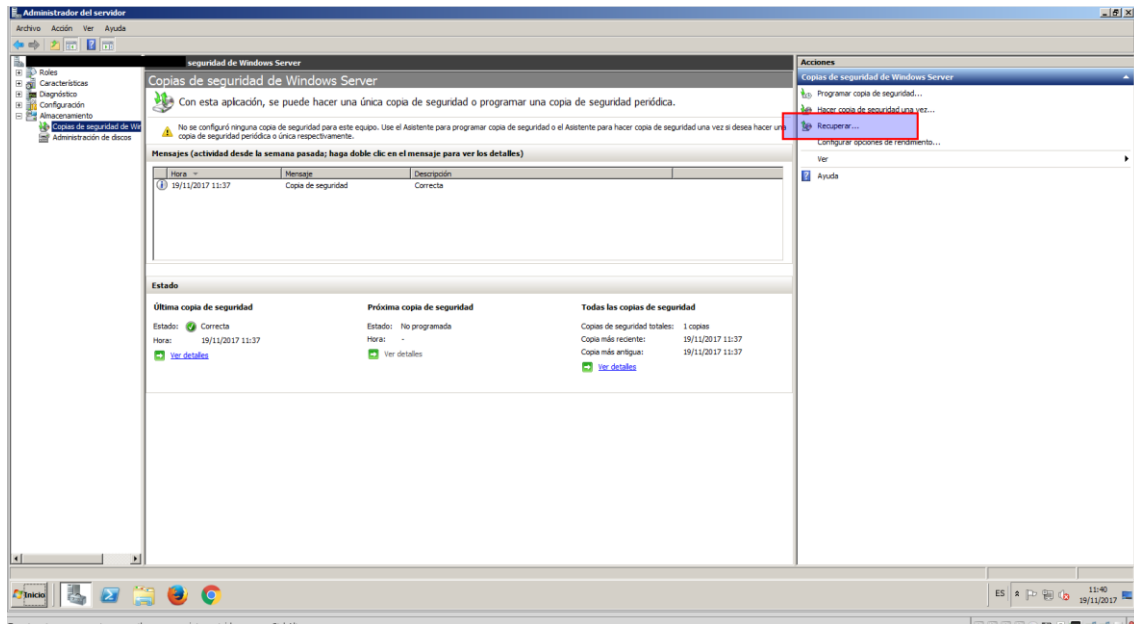 Administrador del servidor
Archivo Acción Ver Ayuda
seguridad de Windows Server
Roles
Características
Diagnóstico
Configuración
Almacenamiento
Copias de seguridad de Wir
Administración de discos
Copias de seguridad de Windows Server
Con esta aplicación, se puede hacer una única copia de seguridad o programar una copia de seguridad periódica.
No se configuró ninguna copia de seguridad para este equipo. Use el Asistente para programar copia de seguridad o el Asistente para hacer copia de seguridad una vez si desea hacer una
copia de seguridad periódica o única respectivamente.
Mensajes (actividad desde la semana pasada; haga doble clic en el mensaje para ver los detalles)
Hora Mensaje Descripción
19/11/2017 11:37 Copia de seguridad Correcta
Estado
Última copia de seguridad
Estado: Correcta
Hora: 19/11/2017 11:37
Ver detalles
Próxima copia de seguridad
Estado: No programada
Hora: -
Ver detalles
Todas las copias de seguridad
Copias de seguridad totales: 1 copias
Copia más reciente: 19/11/2017 11:37
Copia más antigua: 19/11/2017 11:37
Ver detalles
Acciones
Copias de seguridad de Windows Server
Programar copia de seguridad...
Hacer copia de seguridad una vez...
Recuperar...
Configurar opciones de rendimiento...
Ver
Ayuda
Inicio
ES
11:40
19/11/2017